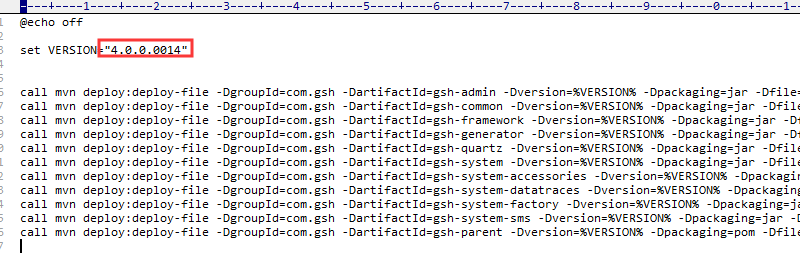 ----+----1----+----2----+----3----+----4----+----5----+----6----+----7----+----8----+----9----+----0----+----1-
1 @echo off
2
3 set VERSION="4.0.0.0014"
4
5
6 call mvn deploy:deploy-file -DgroupId=com.gsh -DartifactId=gsh-admin -Dversion=%VERSION% -Dpackaging=jar -Dfile=
7 call mvn deploy:deploy-file -DgroupId=com.gsh -DartifactId=gsh-common -Dversion=%VERSION% -Dpackaging=jar -Dfile
8 call mvn deploy:deploy-file -DgroupId=com.gsh -DartifactId=gsh-framework -Dversion=%VERSION% -Dpackaging=jar -Df
9 call mvn deploy:deploy-file -DgroupId=com.gsh -DartifactId=gsh-generator -Dversion=%VERSION% -Dpackaging=jar -Df
0 call mvn deploy:deploy-file -DgroupId=com.gsh -DartifactId=gsh-quartz -Dversion=%VERSION% -Dpackaging=jar -Dfile
1 call mvn deploy:deploy-file -DgroupId=com.gsh -DartifactId=gsh-system -Dversion=%VERSION% -Dpackaging=jar -Dfile
2 call mvn deploy:deploy-file -DgroupId=com.gsh -DartifactId=gsh-system-accessories -Dversion=%VERSION% -Dpackagin
3 call mvn deploy:deploy-file -DgroupId=com.gsh -DartifactId=gsh-system-datatraces -Dversion=%VERSION% -Dpackaging
4 call mvn deploy:deploy-file -DgroupId=com.gsh -DartifactId=gsh-system-factory -Dversion=%VERSION% -Dpackaging=ja
5 call mvn deploy:deploy-file -DgroupId=com.gsh -DartifactId=gsh-system-sms -Dversion=%VERSION% -Dpackaging=jar -D
6 call mvn deploy:deploy-file -DgroupId=com.gsh -DartifactId=gsh-parent -Dversion=%VERSION% -Dpackaging=pom -Dfile
7